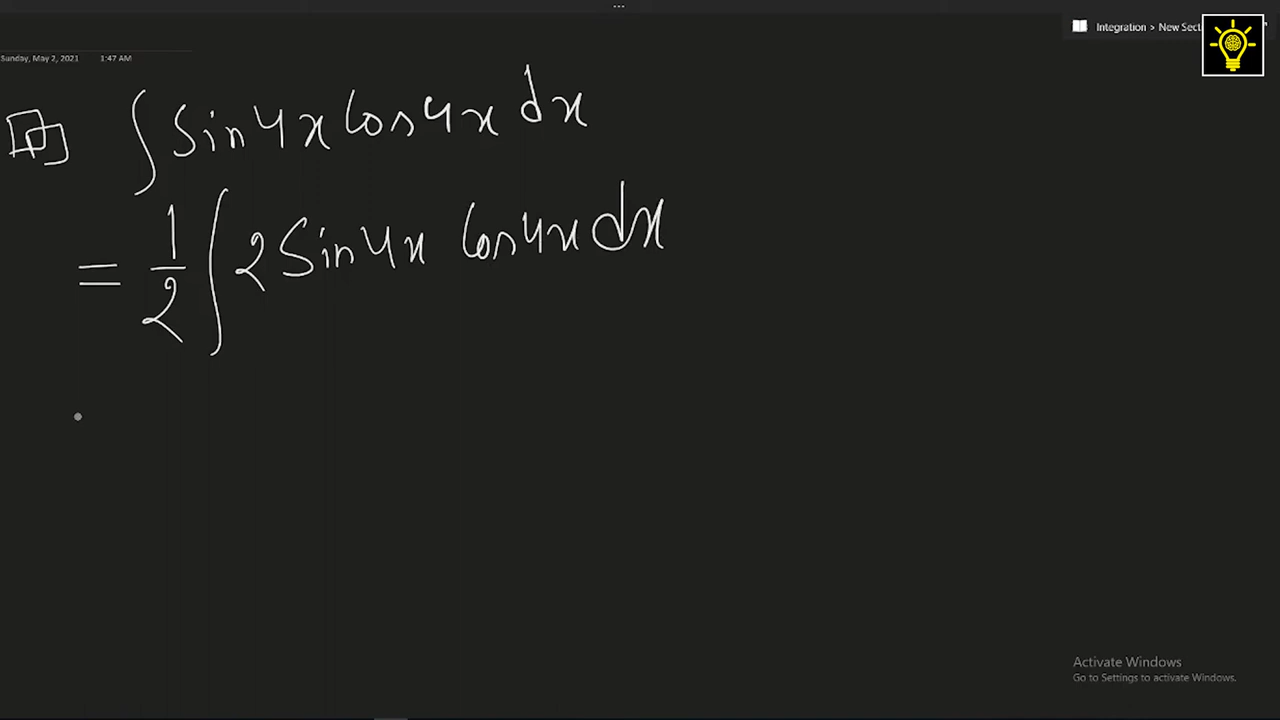 Integration > New Sect
Sunday, May 2, 2021 1:47 AM
∫ Sin4x Cos4x dx
= 1/2 ∫ 2 Sin4x Cos4x dx
Activate Windows
Go to Settings to activate Windows.